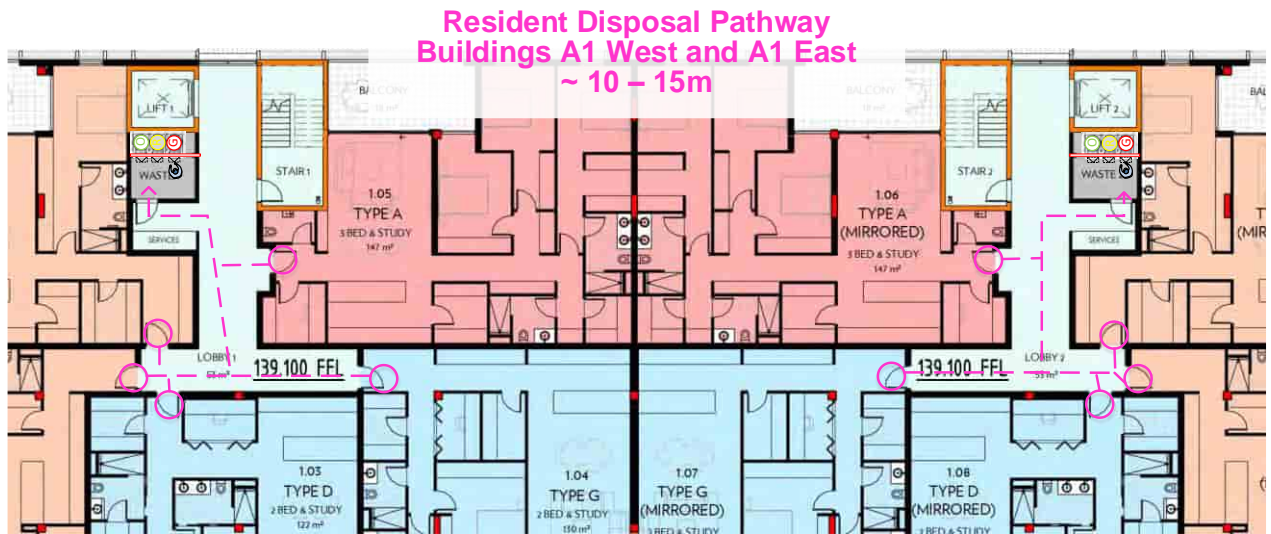 Resident Disposal Pathway
Buildings A1 West and A1 East
~ 10 – 15m
BALCONY
LIFT 1
WASTE
SERVICES
STAIR 1
1.05
TYPE A
3 BED & STUDY
147 m²
1.06
TYPE A
(MIRRORED)
3 BED & STUDY
147 m²
STAIR 2
LIFT 2
WASTE
SERVICES
LOBBY 1
139.100 FFL
139.100 FFL
LOBBY 2
53 m²
1.03
TYPE D
2 BED & STUDY
122 m²
1.04
TYPE G
2 BED & STUDY
130 m²
1.07
TYPE G
(MIRRORED)
1.08
TYPE D
(MIRRORED)
2 BED & STUDY